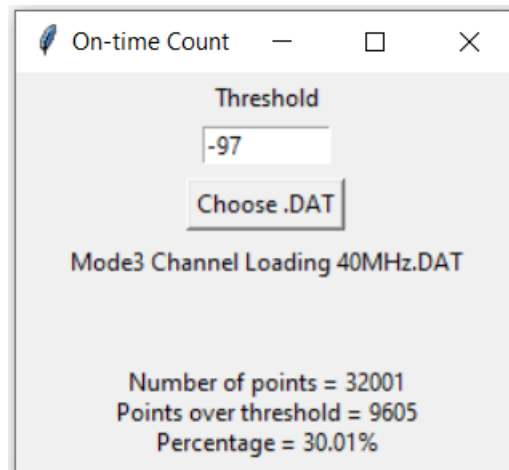 On-time Count
Threshold
-97
Choose .DAT
Mode3 Channel Loading 40MHz.DAT
Number of points = 32001
Points over threshold = 9605
Percentage = 30.01%